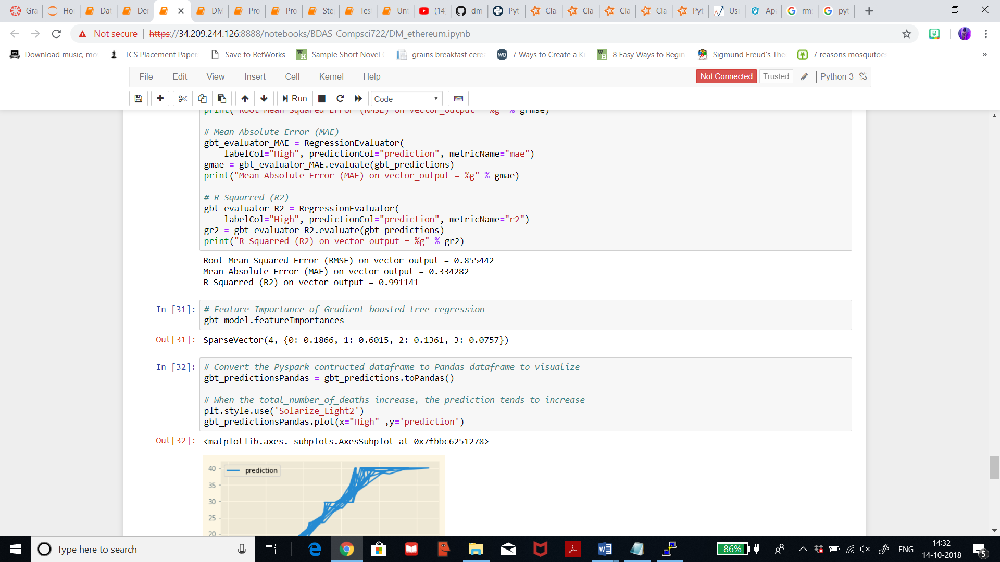 Gra
Ho
Dat
Der
DM
Pro
Pro
Ste
Tes
Unt
(14
dm
Pyt
Cla
Cla
Cla
Cla
Pyt
Usi
Ap
rm
pyt
Not secure
https://34.209.244.126:8888/notebooks/BDAS-Compsci722/DM_ethereum.ipynb
Download music, mo
TCS Placement Paper
Save to RefWorks
Sample Short Novel
grains breakfast cere
7 Ways to Create a Ki
8 Easy Ways to Begin
Sigmund Freud's The
7 reasons mosquitoe
»
File Edit View Insert Cell Kernel Help
Not Connected Trusted Python 3
Run Code
print("Root Mean Squared Error (RMSE) on vector_output = %g" % grmse)
# Mean Absolute Error (MAE)
gbt_evaluator_MAE = RegressionEvaluator(
labelCol="High", predictionCol="prediction", metricName="mae")
gmae = gbt_evaluator_MAE.evaluate(gbt_predictions)
print("Mean Absolute Error (MAE) on vector_output = %g" % gmae)
# R Squarred (R2)
gbt_evaluator_R2 = RegressionEvaluator(
labelCol="High", predictionCol="prediction", metricName="r2")
gr2 = gbt_evaluator_R2.evaluate(gbt_predictions)
print("R Squarred (R2) on vector_output = %g" % gr2)
Root Mean Squared Error (RMSE) on vector_output = 0.855442
Mean Absolute Error (MAE) on vector_output = 0.334282
R Squarred (R2) on vector_output = 0.991141
In [31]: # Feature Importance of Gradient-boosted tree regression
gbt_model.featureImportances
Out[31]: SparseVector(4, {0: 0.1866, 1: 0.6015, 2: 0.1361, 3: 0.0757})
In [32]: # Convert the Pyspark contructed dataframe to Pandas dataframe to visualize
gbt_predictionsPandas = gbt_predictions.toPandas()
# When the total_number_of_deaths increase, the prediction tends to increase
plt.style.use('Solarize_Light2')
gbt_predictionsPandas.plot(x="High" ,y='prediction')
Out[32]: <matplotlib.axes._subplots.AxesSubplot at 0x7fbbc6251278>
prediction
40
35
30
25
20
Type here to search
86%
ENG
14:32
14-10-2018
5